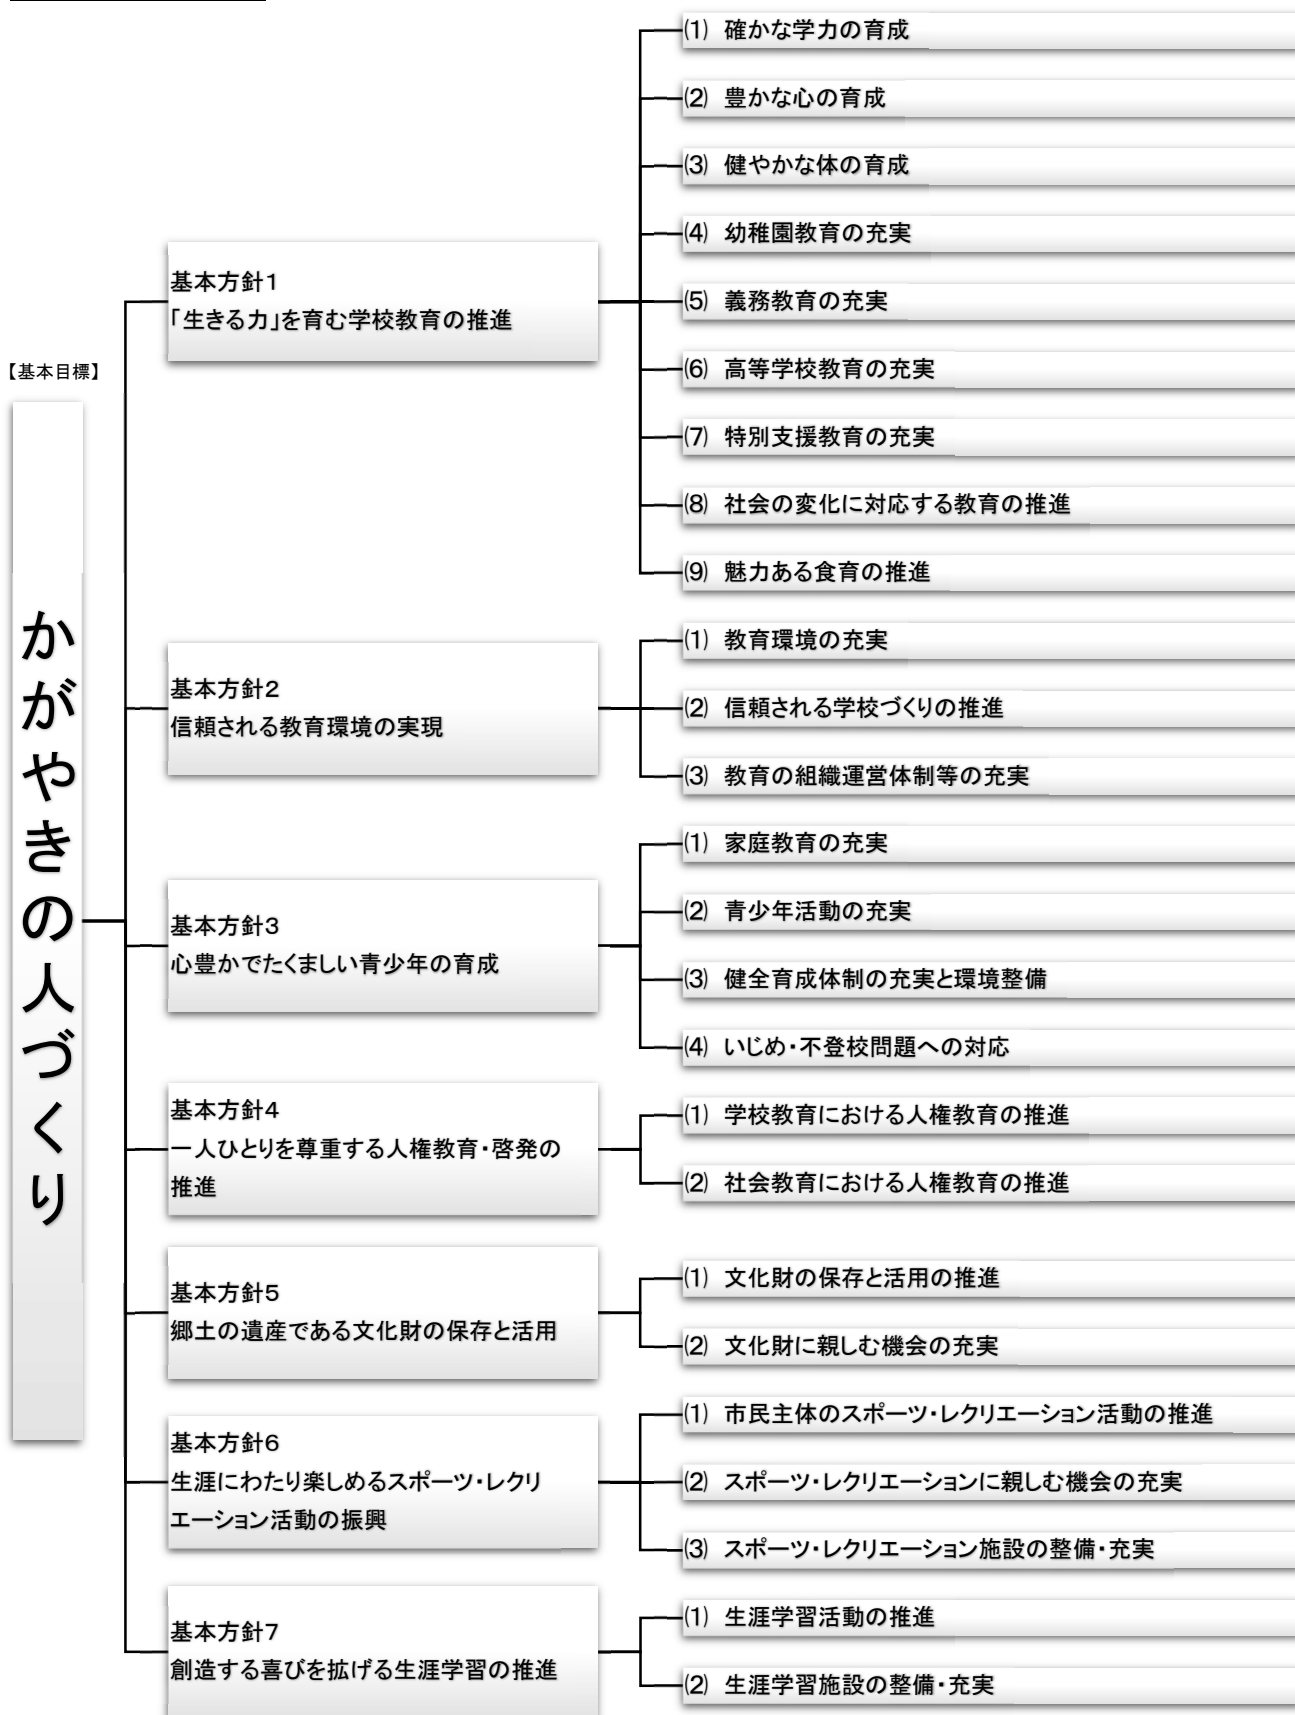 【基本目標】
かがやきの人づくり
基本方針1
「生きる力」を育む学校教育の推進
(1) 確かな学力の育成
(2) 豊かな心の育成
(3) 健やかな体の育成
(4) 幼稚園教育の充実
(5) 義務教育の充実
(6) 高等学校教育の充実
(7) 特別支援教育の充実
(8) 社会の変化に対応する教育の推進
(9) 魅力ある食育の推進
基本方針2
信頼される教育環境の実現
(1) 教育環境の充実
(2) 信頼される学校づくりの推進
(3) 教育の組織運営体制等の充実
基本方針3
心豊かでたくましい青少年の育成
(1) 家庭教育の充実
(2) 青少年活動の充実
(3) 健全育成体制の充実と環境整備
(4) いじめ・不登校問題への対応
基本方針4
一人ひとりを尊重する人権教育・啓発の
推進
(1) 学校教育における人権教育の推進
(2) 社会教育における人権教育の推進
基本方針5
郷土の遺産である文化財の保存と活用
(1) 文化財の保存と活用の推進
(2) 文化財に親しむ機会の充実
基本方針6
生涯にわたり楽しめるスポーツ・レクリ
エーション活動の振興
(1) 市民主体のスポーツ・レクリエーション活動の推進
(2) スポーツ・レクリエーションに親しむ機会の充実
(3) スポーツ・レクリエーション施設の整備・充実
基本方針7
創造する喜びを拡げる生涯学習の推進
(1) 生涯学習活動の推進
(2) 生涯学習施設の整備・充実